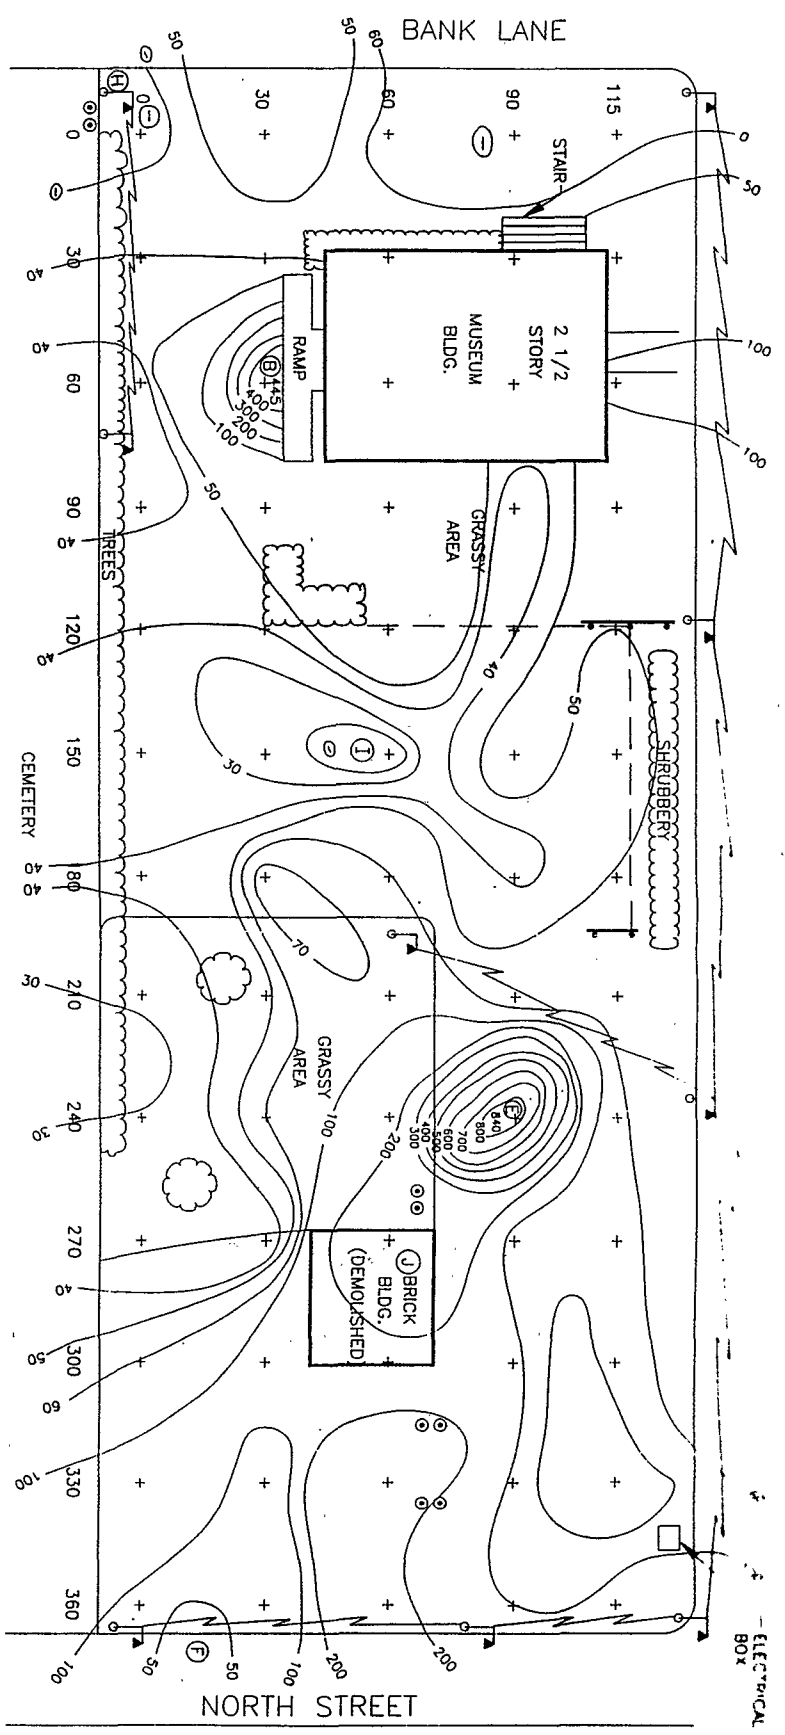 BANK LANE
50
50
60
0
H
0
I
30
60
90
115
0
0
50
0
STAIR
I
40
30
2 1/2
STORY
MUSEUM
BLDG.
RAMP
B
445
400
300
200
100
100
100
40
60
50
90
40
TREES
GRASSY
AREA
120
40
40
50
150
30
0
I
SHRUBBERY
CEMETERY
40
180
40
70
30
210
GRASSY
AREA
E
840
800
700
600
500
400
300
200
100
240
30
270
J
BRICK
BLDG.
(DEMOLISHED
40
300
50
60
100
330
360
ELECTRICAL
BOX
100
50
F
50
100
200
200
NORTH STREET